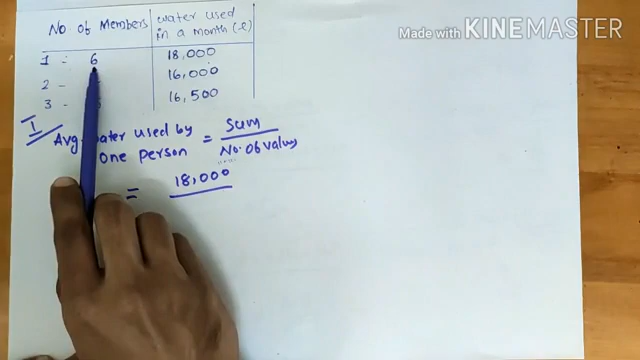 Made with KINEMASTER
No of Members water used in a month (l)
1 - 6 18,000
2 - 16,000
3 - 16,500
I Avg. water used by one person = Sum / No. of values
= 18,000